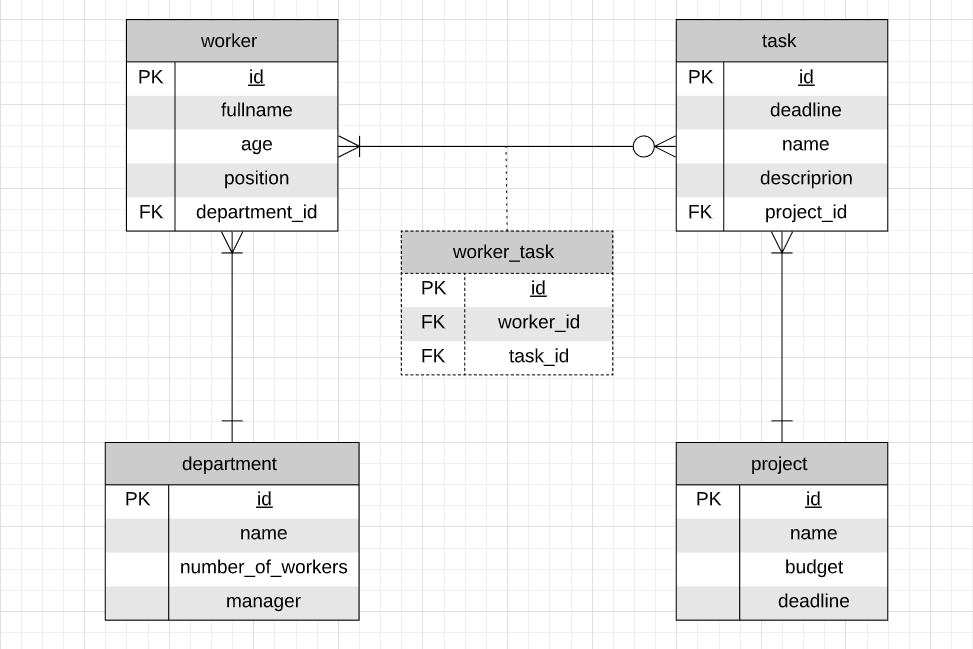 worker
PK id
fullname
age
position
FK department_id
task
PK id
deadline
name
descriprion
FK project_id
worker_task
PK id
FK worker_id
FK task_id
department
PK id
name
number_of_workers
manager
project
PK id
name
budget
deadline